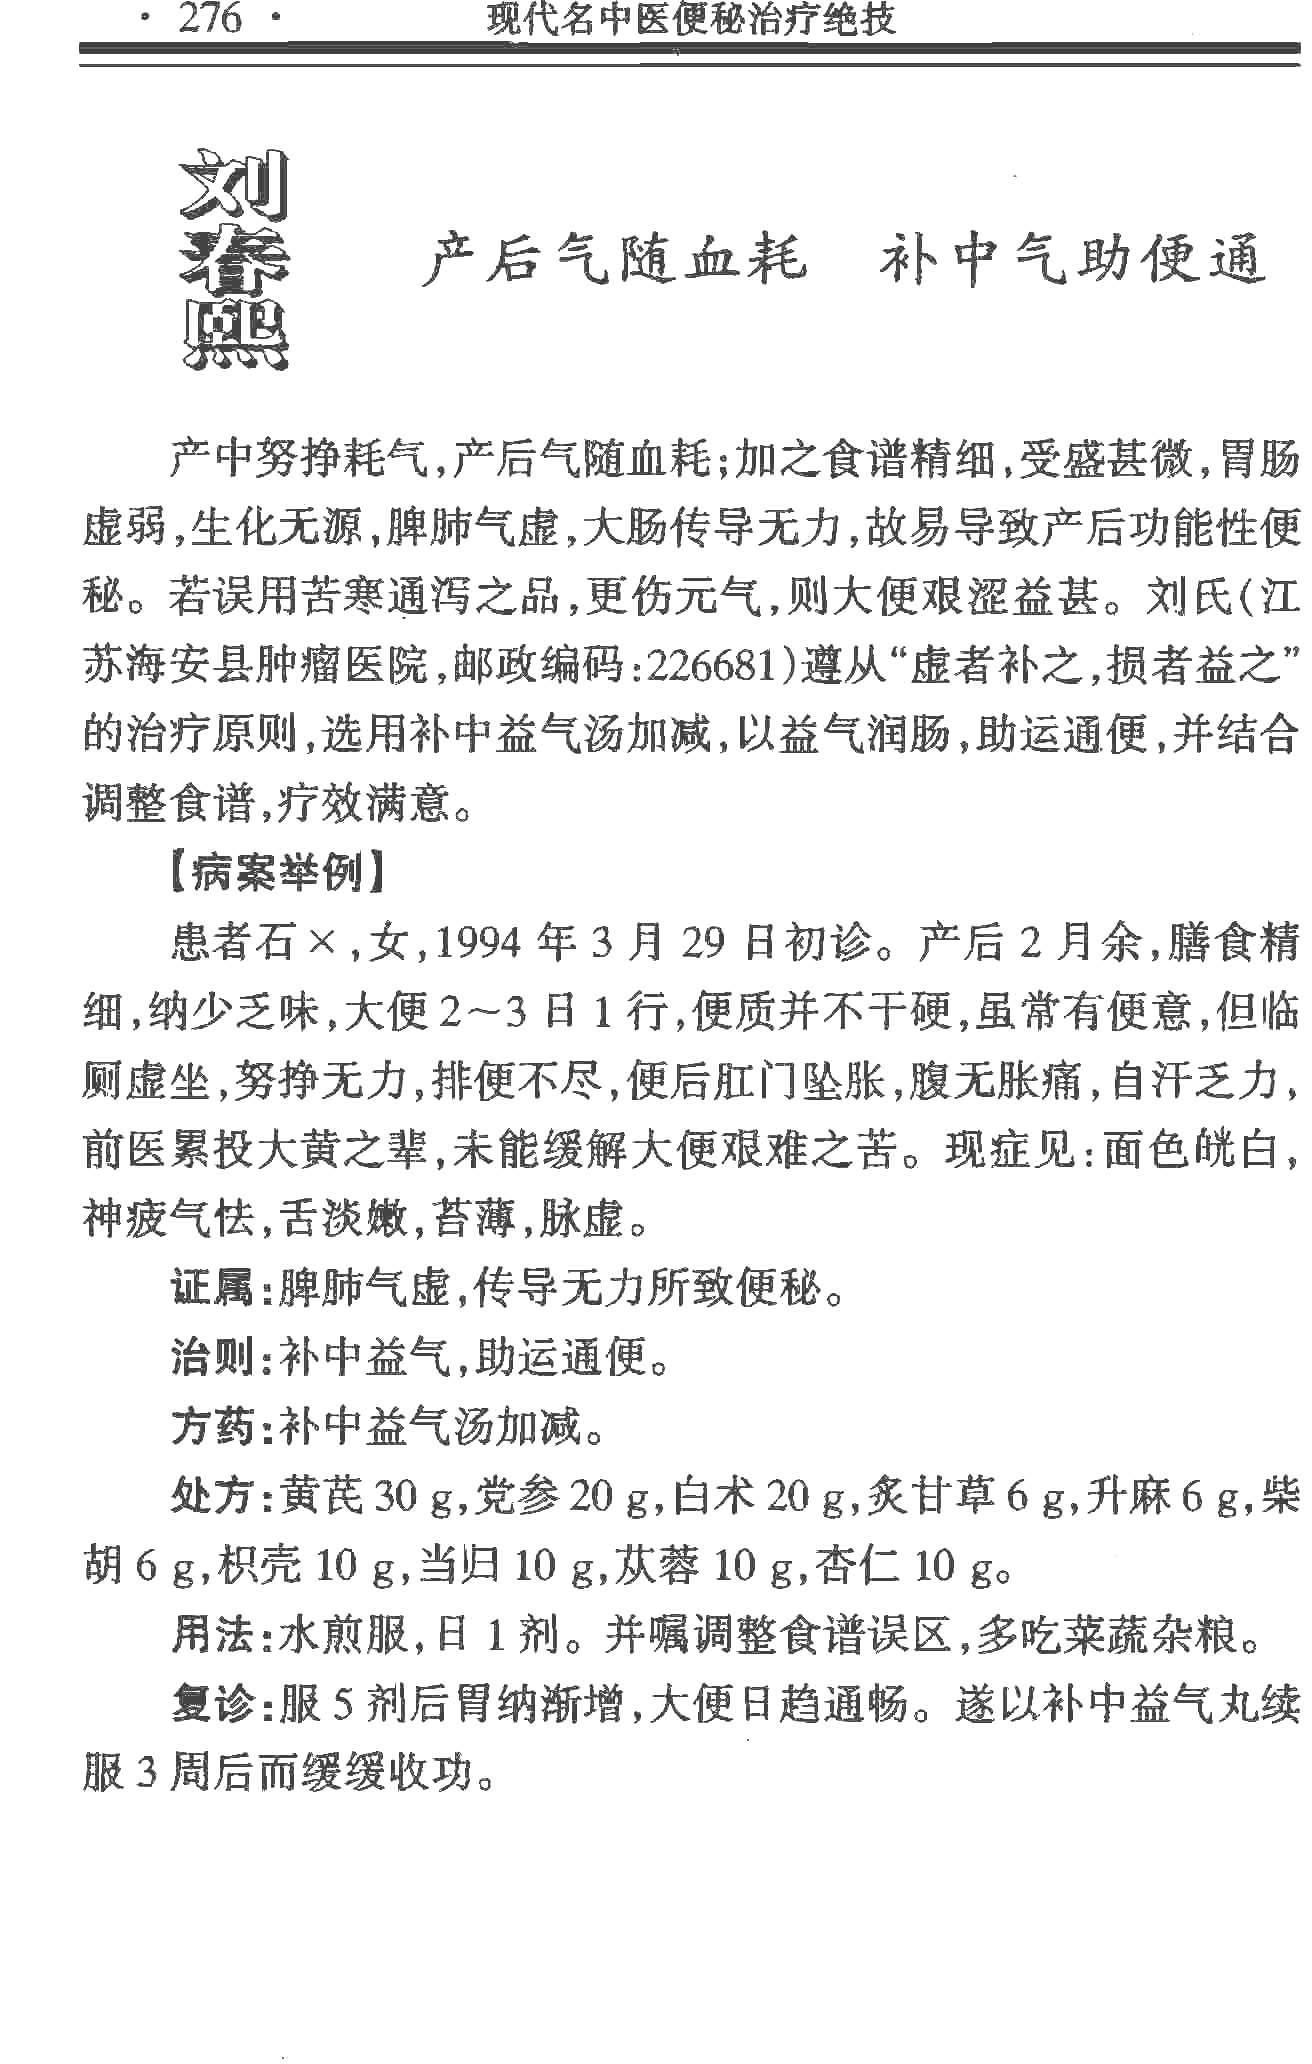 · 276 · 现代名中医便秘治疗绝技
刘春熙
产后气随血耗 补中气助便通
产中努挣耗气,产后气随血耗;加之食谱精细,受盛甚微,胃肠
虚弱,生化无源,脾肺气虚,大肠传导无力,故易导致产后功能性便
秘。若误用苦寒通泻之品,更伤元气,则大便艰涩益甚。刘氏(江
苏海安县肿瘤医院,邮政编码:226681)遵从“虚者补之,损者益之”
的治疗原则,选用补中益气汤加减,以益气润肠,助运通便,并结合
调整食谱,疗效满意。
【病案举例】
患者石×,女,1994 年 3 月 29 日初诊。产后 2 月余,膳食精
细,纳少乏味,大便 2~3 日 1 行,便质并不干硬,虽常有便意,但临
厕虚坐,努挣无力,排便不尽,便后肛门坠胀,腹无胀痛,自汗乏力,
前医累投大黄之辈,未能缓解大便艰难之苦。现症见:面色㿠白,
神疲气怯,舌淡嫩,苔薄,脉虚。
证属:脾肺气虚,传导无力所致便秘。
治则:补中益气,助运通便。
方药:补中益气汤加减。
处方:黄芪 30 g,党参 20 g,白术 20 g,炙甘草 6 g,升麻 6 g,柴
胡 6 g,枳壳 10 g,当归 10 g,苁蓉 10 g,杏仁 10 g。
用法:水煎服,日 1 剂。并嘱调整食谱误区,多吃菜蔬杂粮。
复诊:服 5 剂后胃纳渐增,大便日趋通畅。遂以补中益气丸续
服 3 周后而缓缓收功。